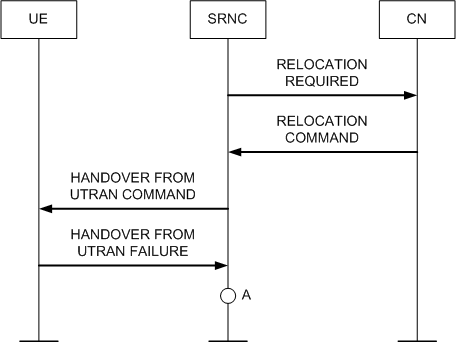 UE
SRNC
CN
RELOCATION
REQUIRED
RELOCATION
COMMAND
HANDOVER FROM
UTRAN COMMAND
HANDOVER FROM
UTRAN FAILURE
A